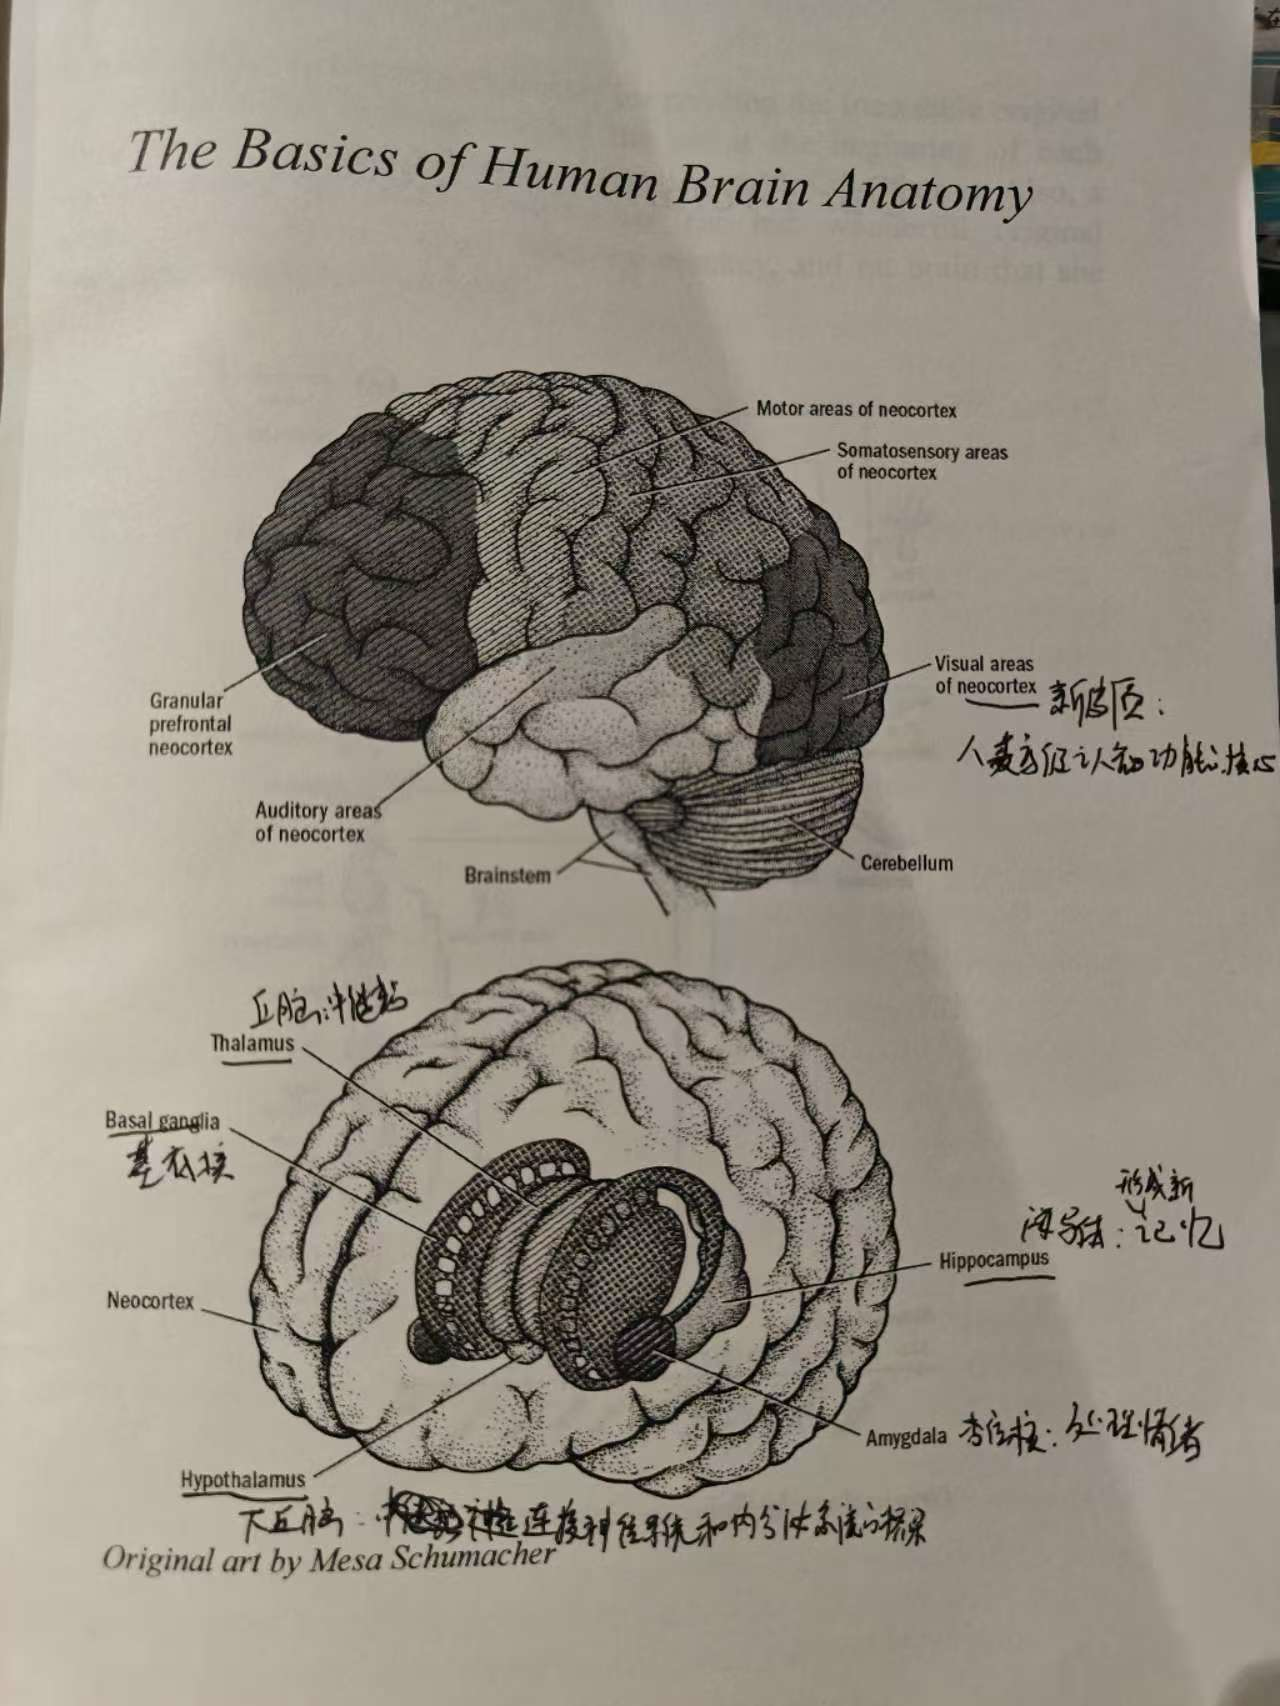 The Basics of Human Brain Anatomy
Motor areas of neocortex
Somatosensory areas
of neocortex
Visual areas
of neocortex
新皮质：
人类高级认知功能核心
Granular
prefrontal
neocortex
Auditory areas
of neocortex
Brainstem
Cerebellum
丘脑：中继站
Thalamus
Basal ganglia
基底核
Neocortex
形成新
海马体：记忆
Hippocampus
Amygdala 杏仁核：处理情绪
Hypothalamus
下丘脑：连接神经系统和内分泌系统的桥梁
Original art by Mesa Schumacher